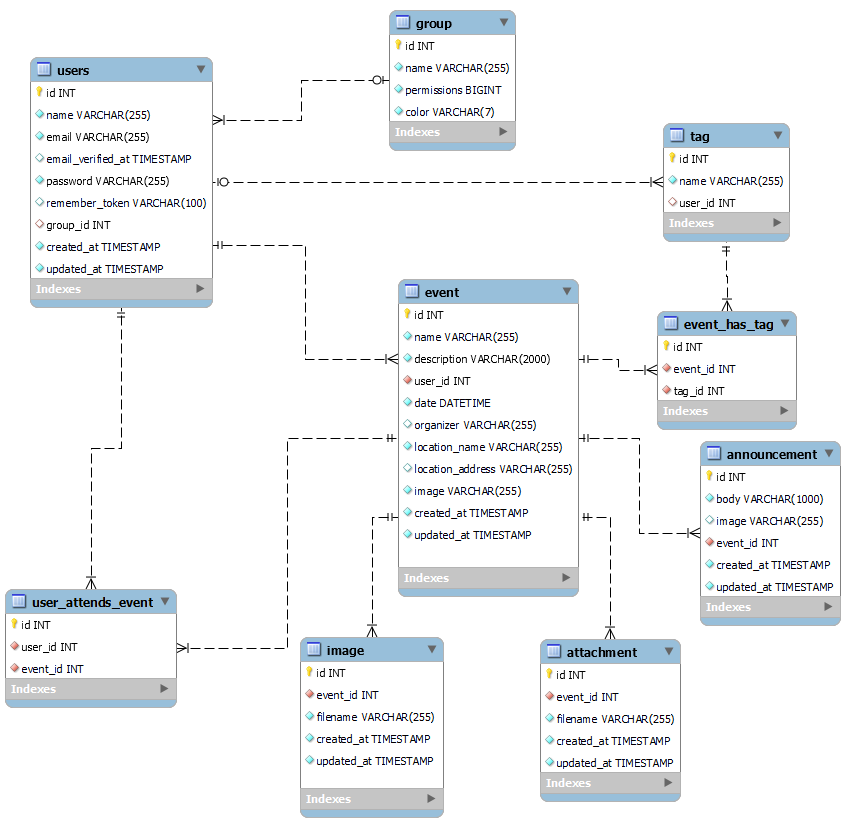 group
id INT
name VARCHAR(255)
permissions BIGINT
color VARCHAR(7)
Indexes
users
id INT
name VARCHAR(255)
email VARCHAR(255)
email_verified_at TIMESTAMP
password VARCHAR(255)
remember_token VARCHAR(100)
group_id INT
created_at TIMESTAMP
updated_at TIMESTAMP
Indexes
tag
id INT
name VARCHAR(255)
user_id INT
Indexes
event
id INT
name VARCHAR(255)
description VARCHAR(2000)
user_id INT
date DATETIME
organizer VARCHAR(255)
location_name VARCHAR(255)
location_address VARCHAR(255)
image VARCHAR(255)
created_at TIMESTAMP
updated_at TIMESTAMP
Indexes
event_has_tag
id INT
event_id INT
tag_id INT
Indexes
announcement
id INT
body VARCHAR(1000)
image VARCHAR(255)
event_id INT
created_at TIMESTAMP
updated_at TIMESTAMP
Indexes
user_attends_event
id INT
user_id INT
event_id INT
Indexes
image
id INT
event_id INT
filename VARCHAR(255)
created_at TIMESTAMP
updated_at TIMESTAMP
Indexes
attachment
id INT
event_id INT
filename VARCHAR(255)
created_at TIMESTAMP
updated_at TIMESTAMP
Indexes